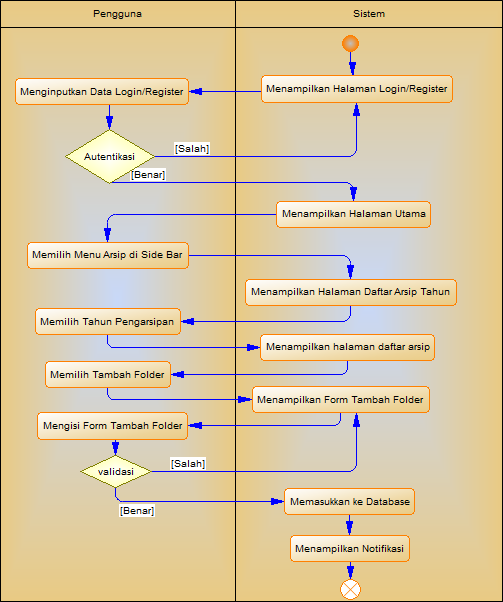 Pengguna
Sistem
Menampilkan Halaman Login/Register
Menginputkan Data Login/Register
Autentikasi
[Salah]
[Benar]
Menampilkan Halaman Utama
Memilih Menu Arsip di Side Bar
Menampilkan Halaman Daftar Arsip Tahun
Memilih Tahun Pengarsipan
Menampilkan halaman daftar arsip
Memilih Tambah Folder
Menampilkan Form Tambah Folder
Mengisi Form Tambah Folder
validasi
[Salah]
[Benar]
Memasukkan ke Database
Menampilkan Notifikasi